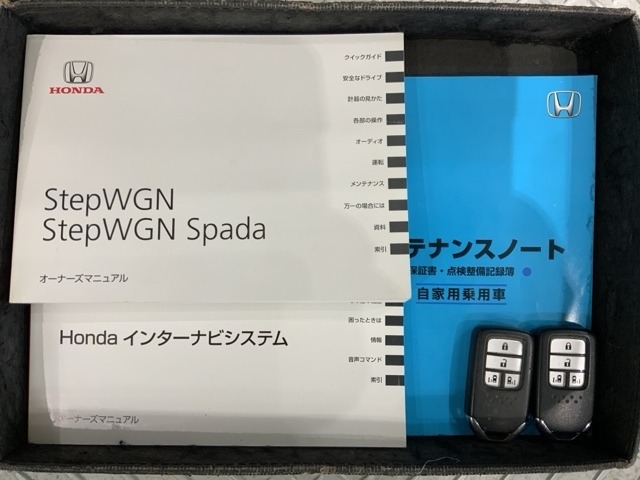 HONDA
StepWGN
StepWGN Spada
オーナーズマニュアル
クイックガイド
安全なドライブ
計器の見かた
各部の操作
オーディオ
運転
メンテナンス
万一の場合には
資料
索引
テナンスノート
保証書・点検整備記録簿
自家用乗用車
Honda インターナビシステム
困ったときは
情報
音声コマンド
索引
オーナーズマニュアル